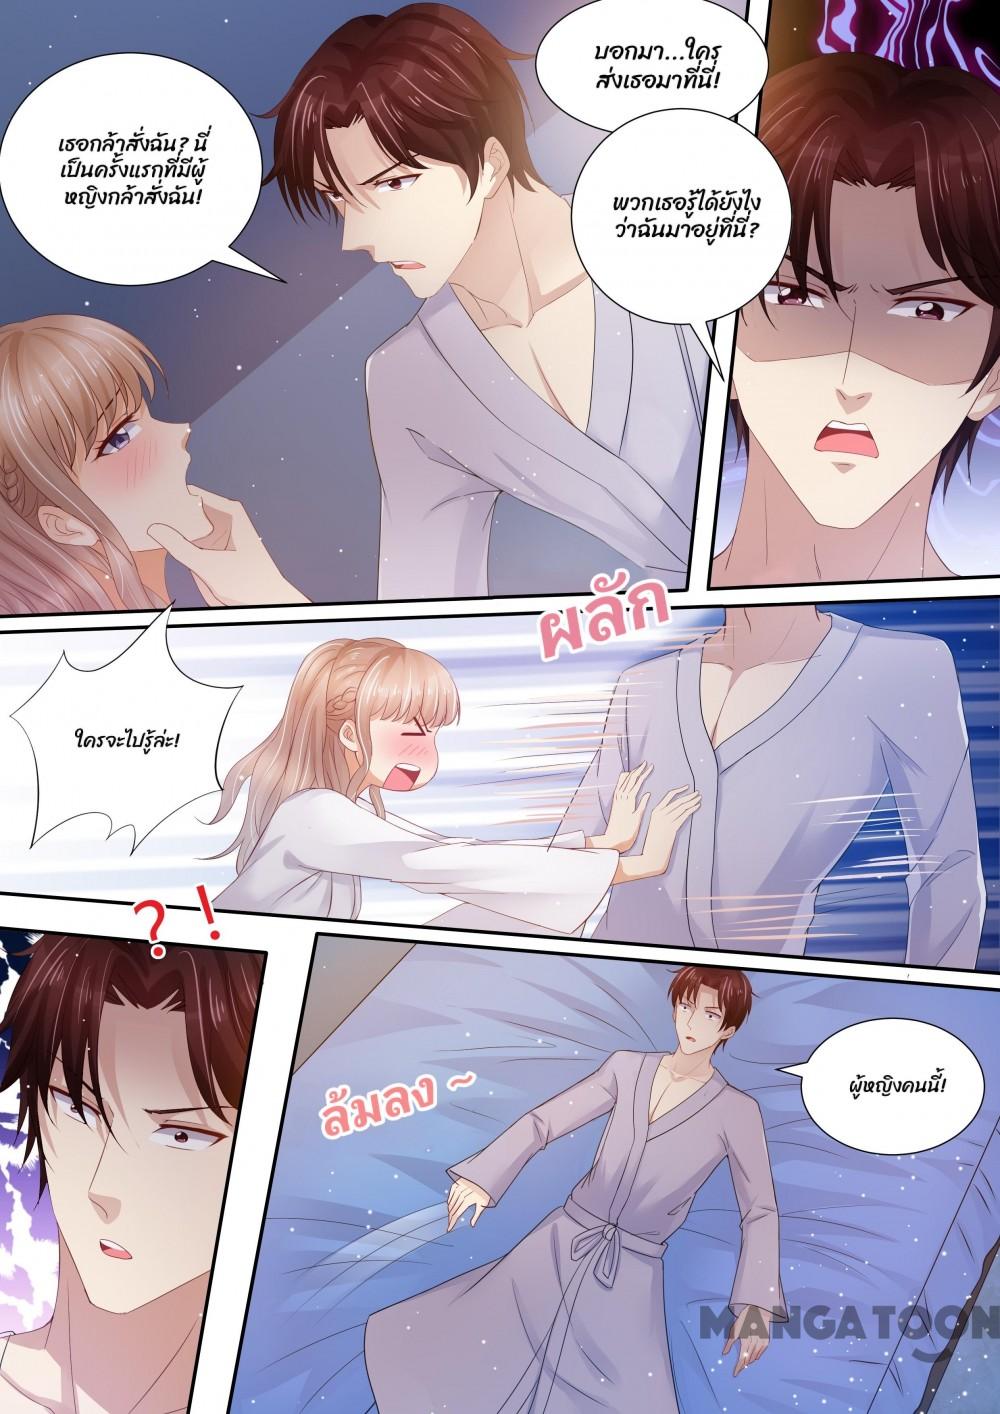 เธอกล้าสั่งฉัน? นี่
เป็นครั้งแรกที่มีผู้
หญิงกล้าสั่งฉัน!
บอกมา...ใคร
ส่งเธอมาที่นี่!
พวกเธอรู้ได้ยังไง
ว่าฉันมาอยู่ที่นี่?
ผลัก
ใครจะไปรู้ล่ะ!
? !
ล้มลง ~
ผู้หญิงคนนี้!
MANGATOON